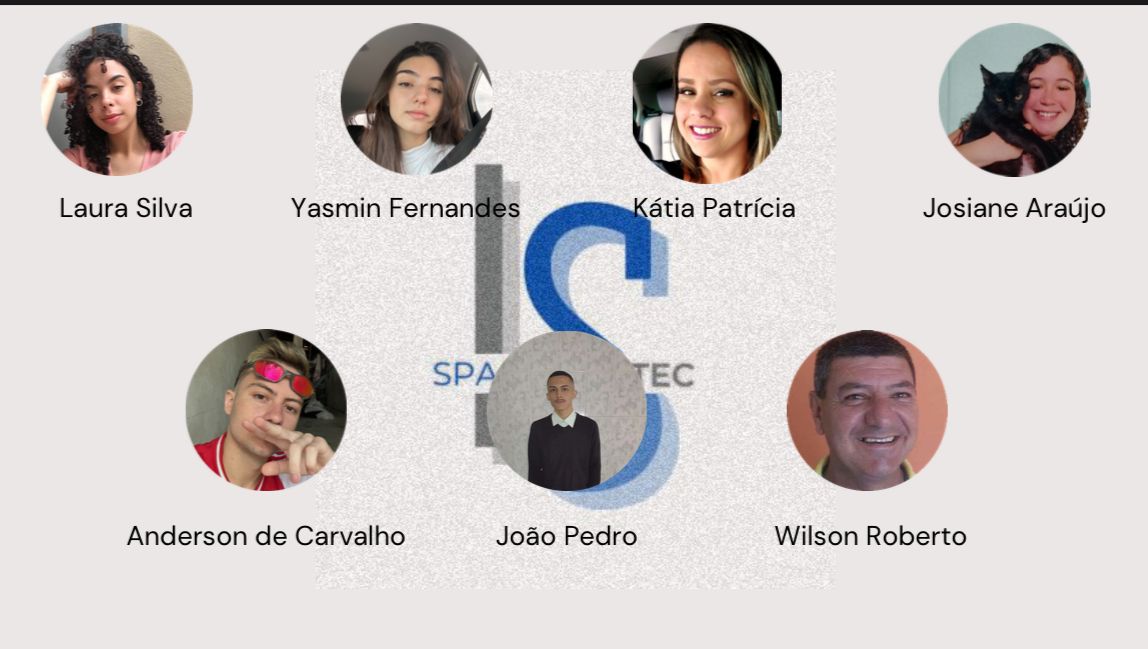 Laura Silva
Yasmin Fernandes
Kátia Patrícia
Josiane Araújo
SPA
TEC
Anderson de Carvalho
João Pedro
Wilson Roberto